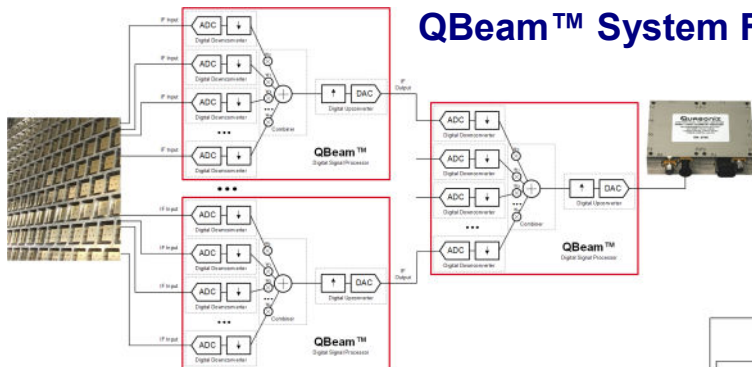 QBeam™ System F
IF Input
ADC
Digital Downconverter
IF Input
ADC
Digital Downconverter
IF Input
ADC
Digital Downconverter
•••
IF Input
ADC
Digital Downconverter
Combiner
DAC
Digital Upconverter
QBeam™
Digital Signal Processor
IF
Output
•••
IF Input
ADC
Digital Downconverter
IF Input
ADC
Digital Downconverter
IF Input
ADC
Digital Downconverter
•••
IF Input
ADC
Digital Downconverter
Combiner
DAC
Digital Upconverter
QBeam™
Digital Signal Processor
IF
Output
ADC
Digital Downconverter
ADC
Digital Downconverter
ADC
Digital Downconverter
•••
ADC
Digital Downconverter
Combiner
DAC
Digital Upconverter
QBeam™
Digital Signal Processor
Quasonix